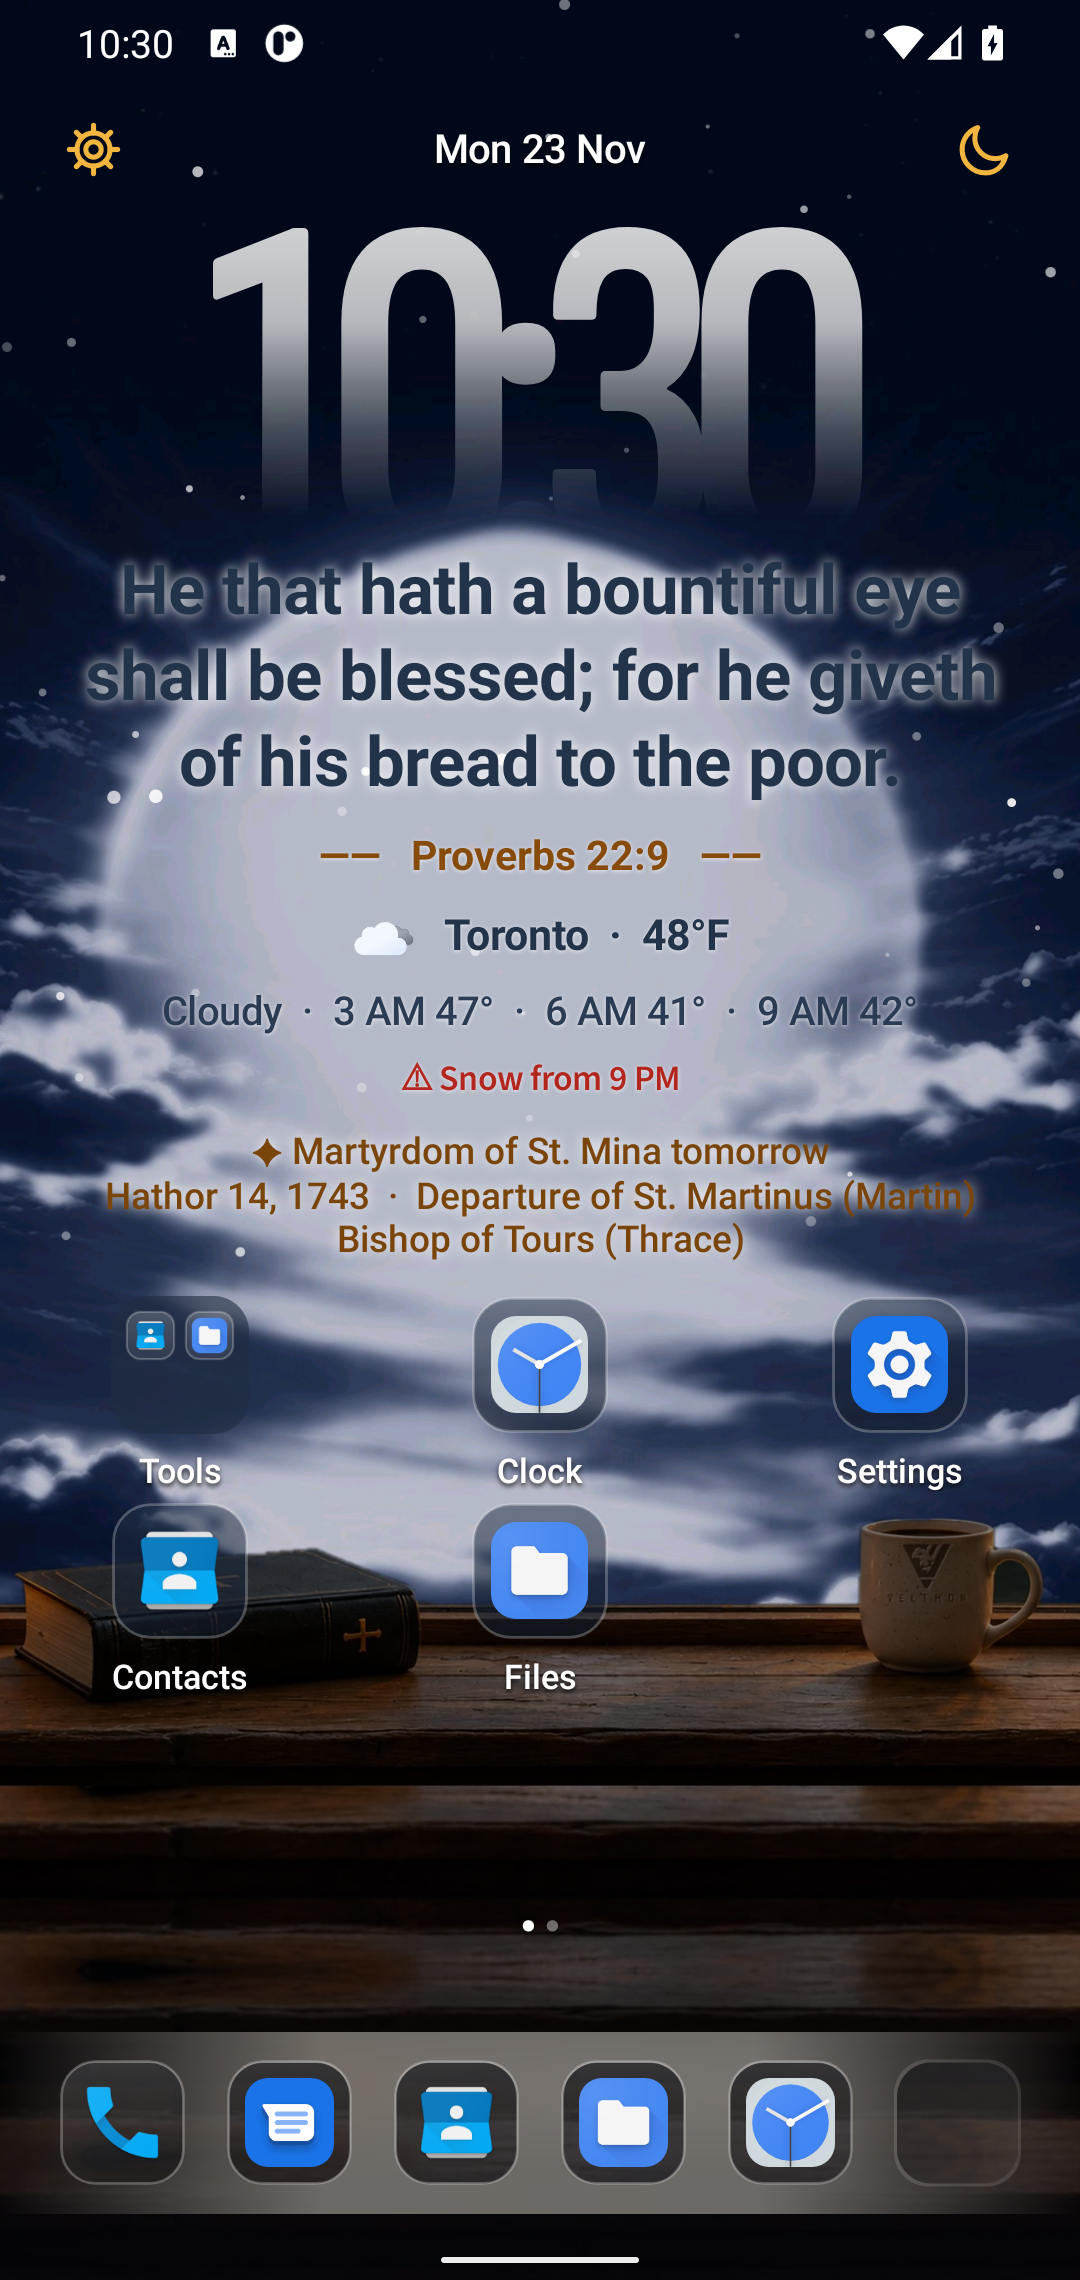 10:30
Mon 23 Nov
10:30
He that hath a bountiful eye
shall be blessed; for he giveth
of his bread to the poor.
—— Proverbs 22:9 ——
Toronto · 48°F
Cloudy · 3 AM 47° · 6 AM 41° · 9 AM 42°
⚠ Snow from 9 PM
✦ Martyrdom of St. Mina tomorrow
Hathor 14, 1743 · Departure of St. Martinus (Martin)
Bishop of Tours (Thrace)
Tools
Clock
Settings
VELTHON
Contacts
Files